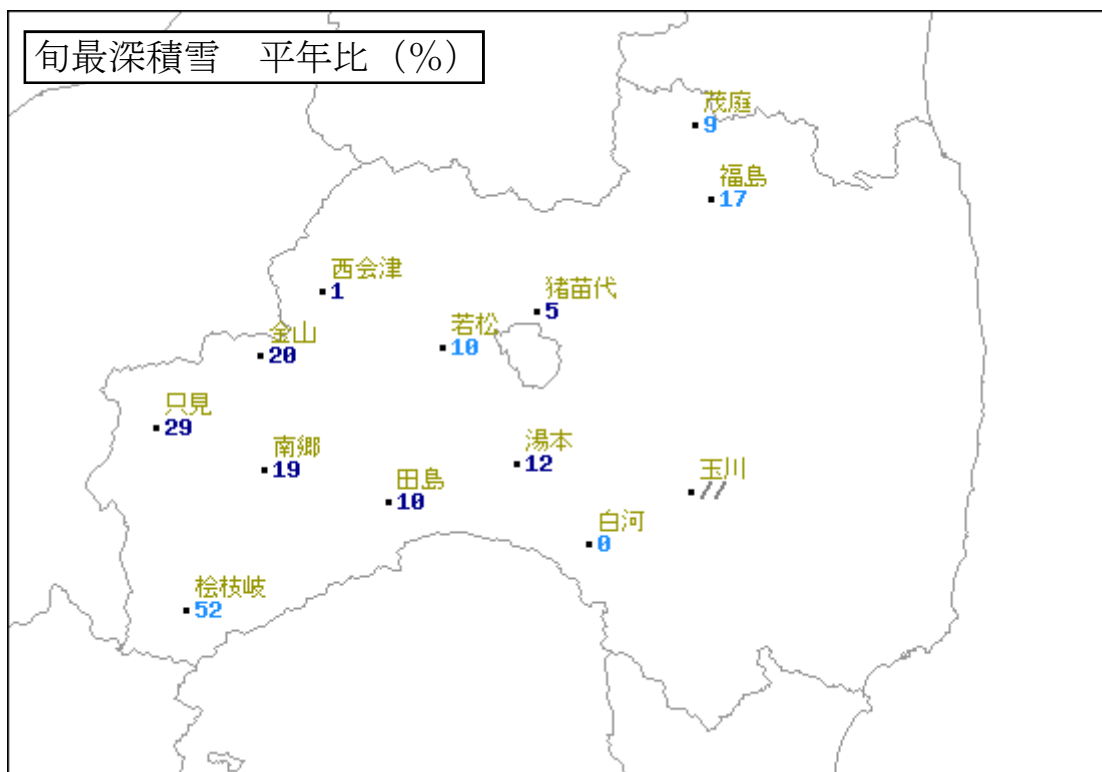 旬最深積雪　平年比（％）
茂庭
9
福島
17
西会津
1
猪苗代
5
若松
10
金山
20
只見
29
南郷
19
湯本
12
田島
10
玉川
//
白河
0
桧枝岐
52